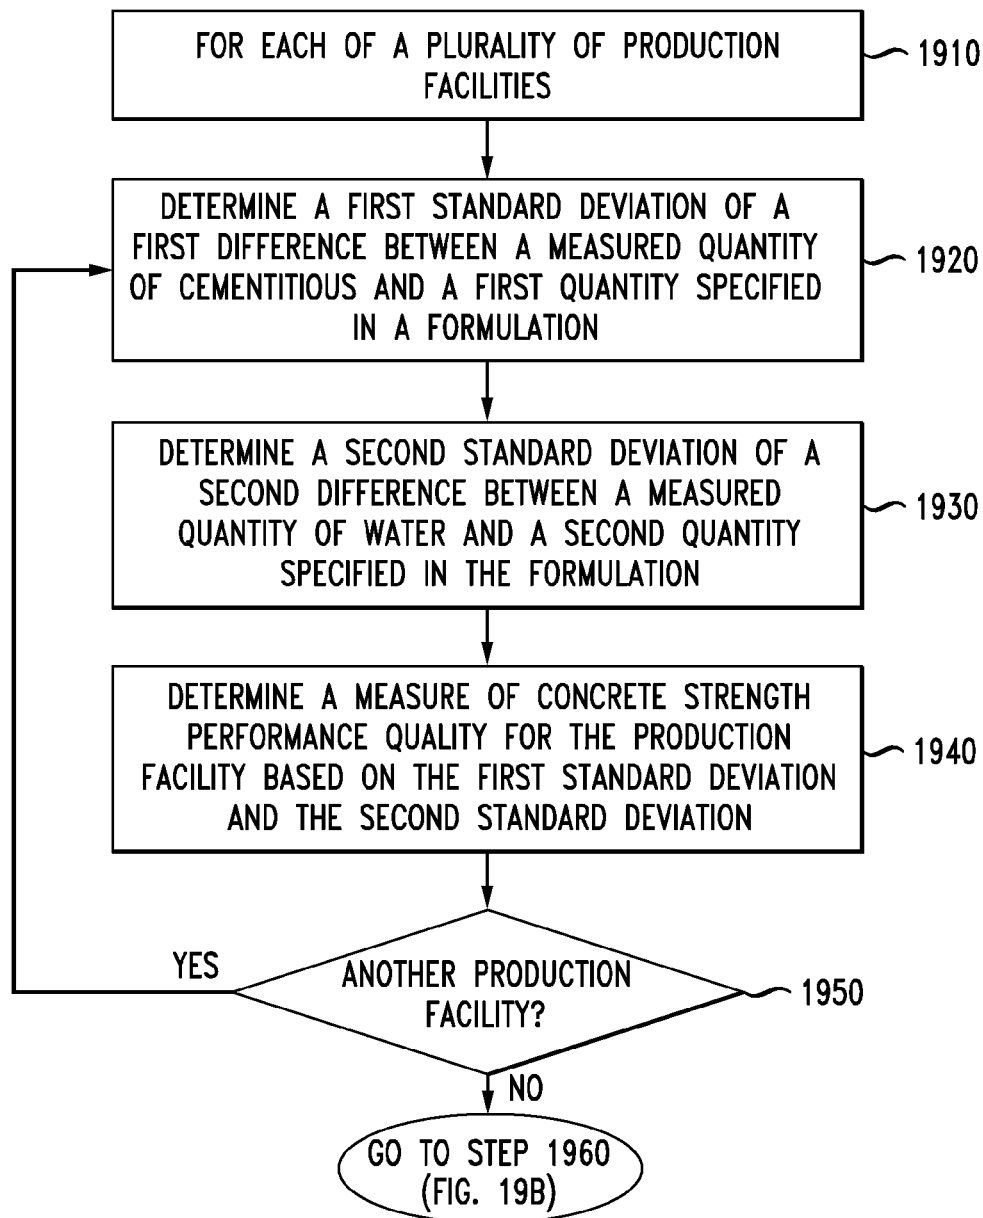 FOR EACH OF A PLURALITY OF PRODUCTION
FACILITIES
1910
DETERMINE A FIRST STANDARD DEVIATION OF A
FIRST DIFFERENCE BETWEEN A MEASURED QUANTITY
OF CEMENTITIOUS AND A FIRST QUANTITY SPECIFIED
IN A FORMULATION
1920
DETERMINE A SECOND STANDARD DEVIATION OF A
SECOND DIFFERENCE BETWEEN A MEASURED
QUANTITY OF WATER AND A SECOND QUANTITY
SPECIFIED IN THE FORMULATION
1930
DETERMINE A MEASURE OF CONCRETE STRENGTH
PERFORMANCE QUALITY FOR THE PRODUCTION
FACILITY BASED ON THE FIRST STANDARD DEVIATION
AND THE SECOND STANDARD DEVIATION
1940
YES
ANOTHER PRODUCTION
FACILITY?
1950
NO
GO TO STEP 1960
(FIG. 19B)